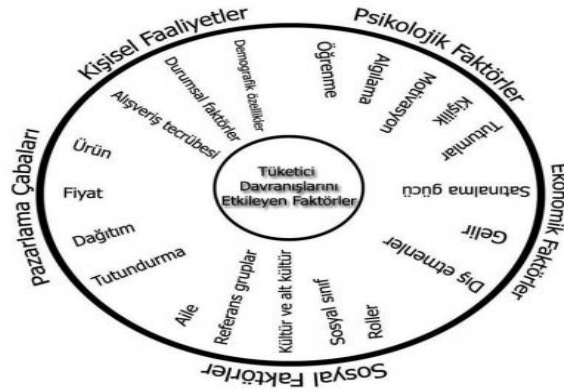 Kişisel Faaliyetler
Demografik özellikler
Durumsal faktörler
Alışveriş tecrübesi
Psikolojik Faktörler
Öğrenme
Algılama
Motivasyon
Kişilik
Tutumlar
Ekonomik Faktörler
Satınalma gücü
Gelir
Dış etmenler
Sosyal Faktörler
Roller
Sosyal sınıf
Kültür ve alt kültür
Referans gruplar
Aile
Pazarlama Çabaları
Tutundurma
Dağıtım
Fiyat
Ürün
Tüketici
Davranışlarını
Etkileyen Faktörler